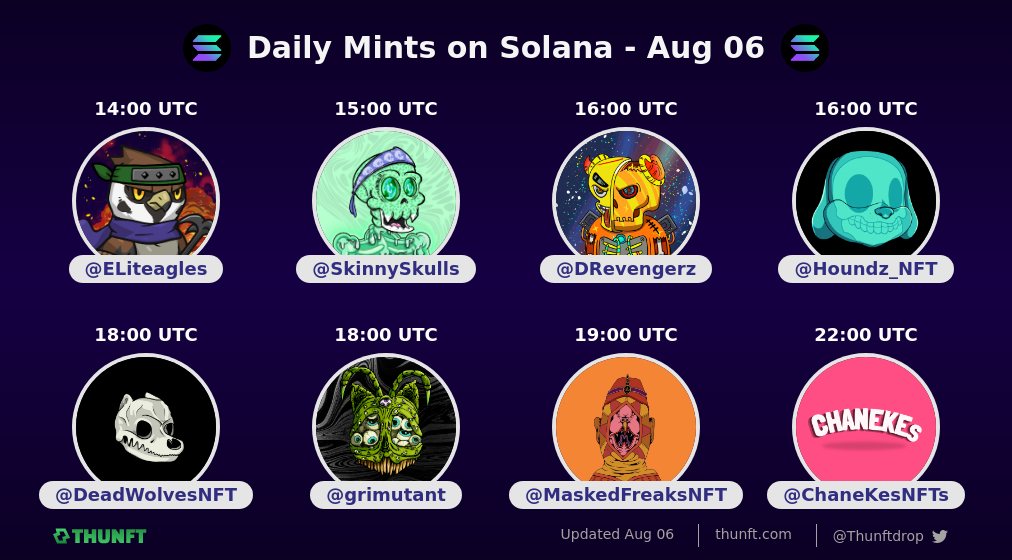 Daily Mints on Solana - Aug 06
14:00 UTC
15:00 UTC
16:00 UTC
16:00 UTC
@ELiteagles
@SkinnySkulls
@DRevengerz
@Houndz_NFT
18:00 UTC
18:00 UTC
19:00 UTC
22:00 UTC
CHANEKEs
@DeadWolvesNFT
@grimutant
@MaskedFreaksNFT
@ChaneKesNFTs
THUNFT
Updated Aug 06
thunft.com
@Thunftdrop